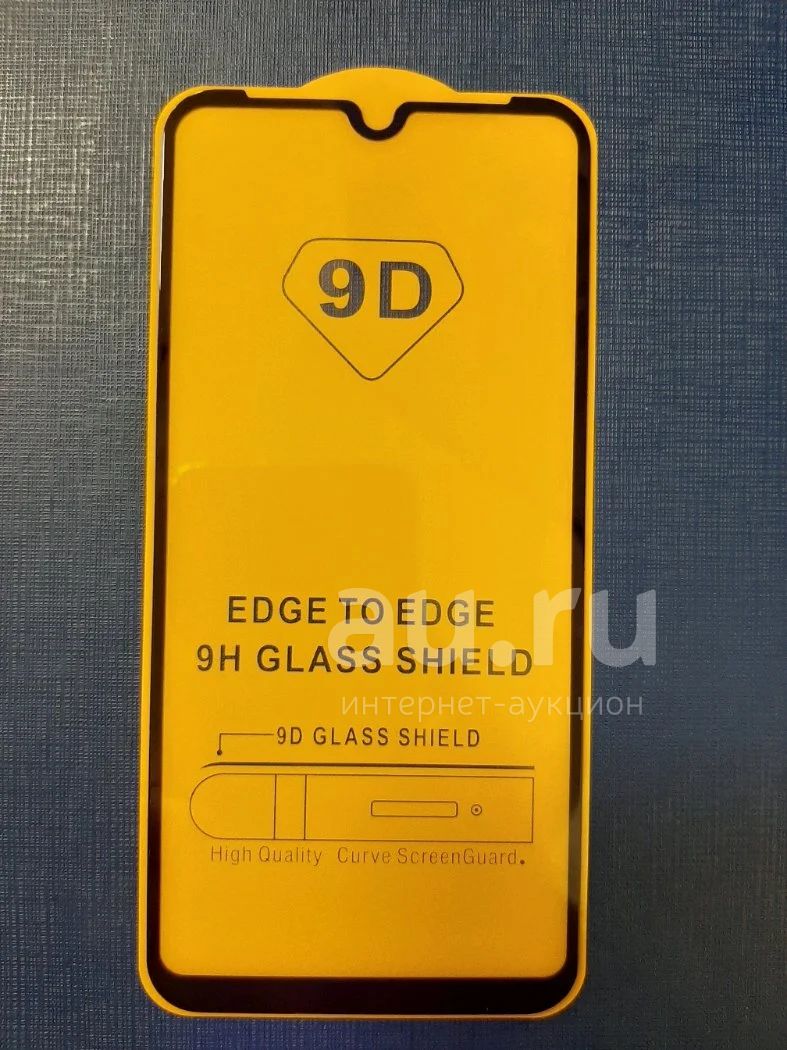 9D
EDGE TO EDGE
au.ru
9H GLASS SHIELD
интернет-аукцион
9D GLASS SHIELD
High Quality Curve ScreenGuard.